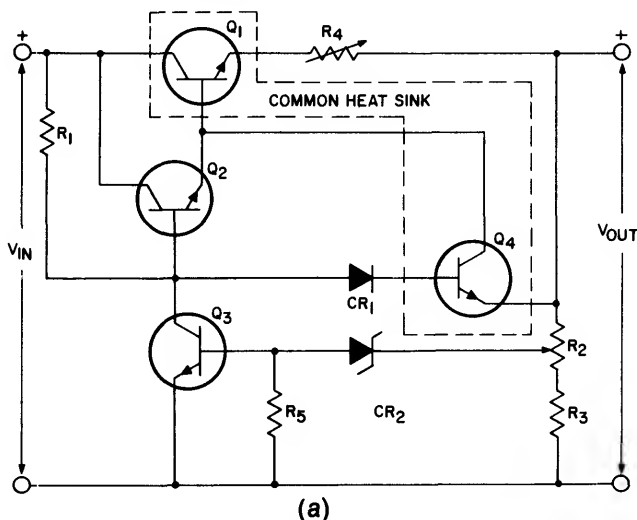 +
Q1
R4
+
COMMON HEAT SINK
R1
Q2
VIN
Q4
VOUT
CR1
Q3
R2
R5
CR2
R3
(a)